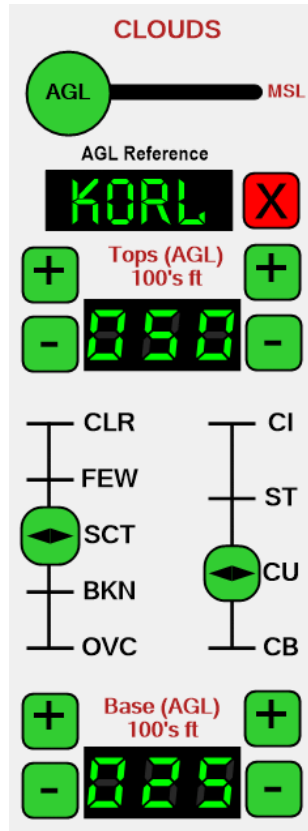 CLOUDS
AGL MSL
AGL Reference
KORL X
+ Tops (AGL) +
100's ft
- 050 -
CLR CI
FEW ST
SCT CU
BKN
OVC CB
+ Base (AGL) +
100's ft
- 025 -